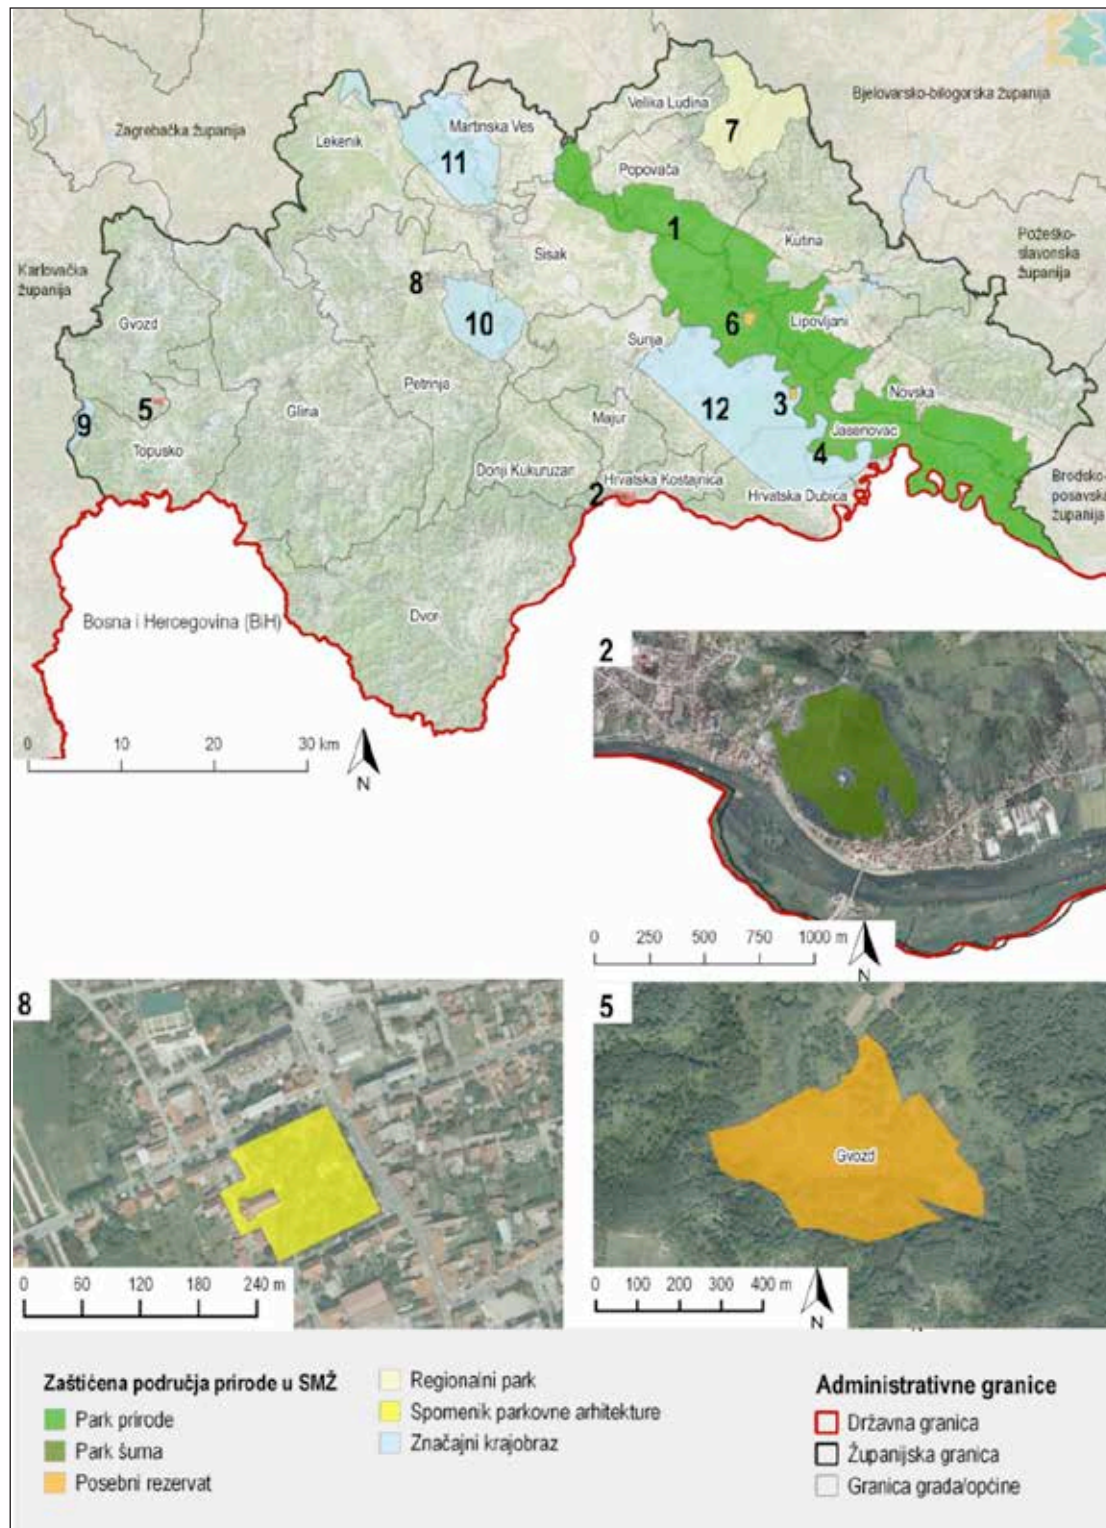 Bjelovarsko-bilogorska županija
Velika Ludina
Zagrebačka županija
Martinska Ves
7
Lekenik
11
Popovača
1
Kutina
Požeško-
slavonska
županija
Sisak
Karlovačka
županija
8
Gvozd
10
6
Lipovljani
Sunja
Petrinja
Novska
5
Glina
12
3
9
Majur
Jasenovac
Topusko
4
Donji Kukuruzari
Hrvatska Kostajnica
2
Hrvatska Dubica
Brodsko-
posavska
županija
Dvor
Bosna i Hercegovina (BiH)
0 10 20 30 km
N
2
0 250 500 750 1000 m
N
8
0 60 120 180 240 m
N
5
Gvozd
0 100 200 300 400 m
N
Zaštićena područja prirode u SMŽ
Park prirode
Park šuma
Posebni rezervat
Regionalni park
Spomenik parkovne arhitekture
Značajni krajobraz
Administrativne granice
Državna granica
Županijska granica
Granica grada/općine